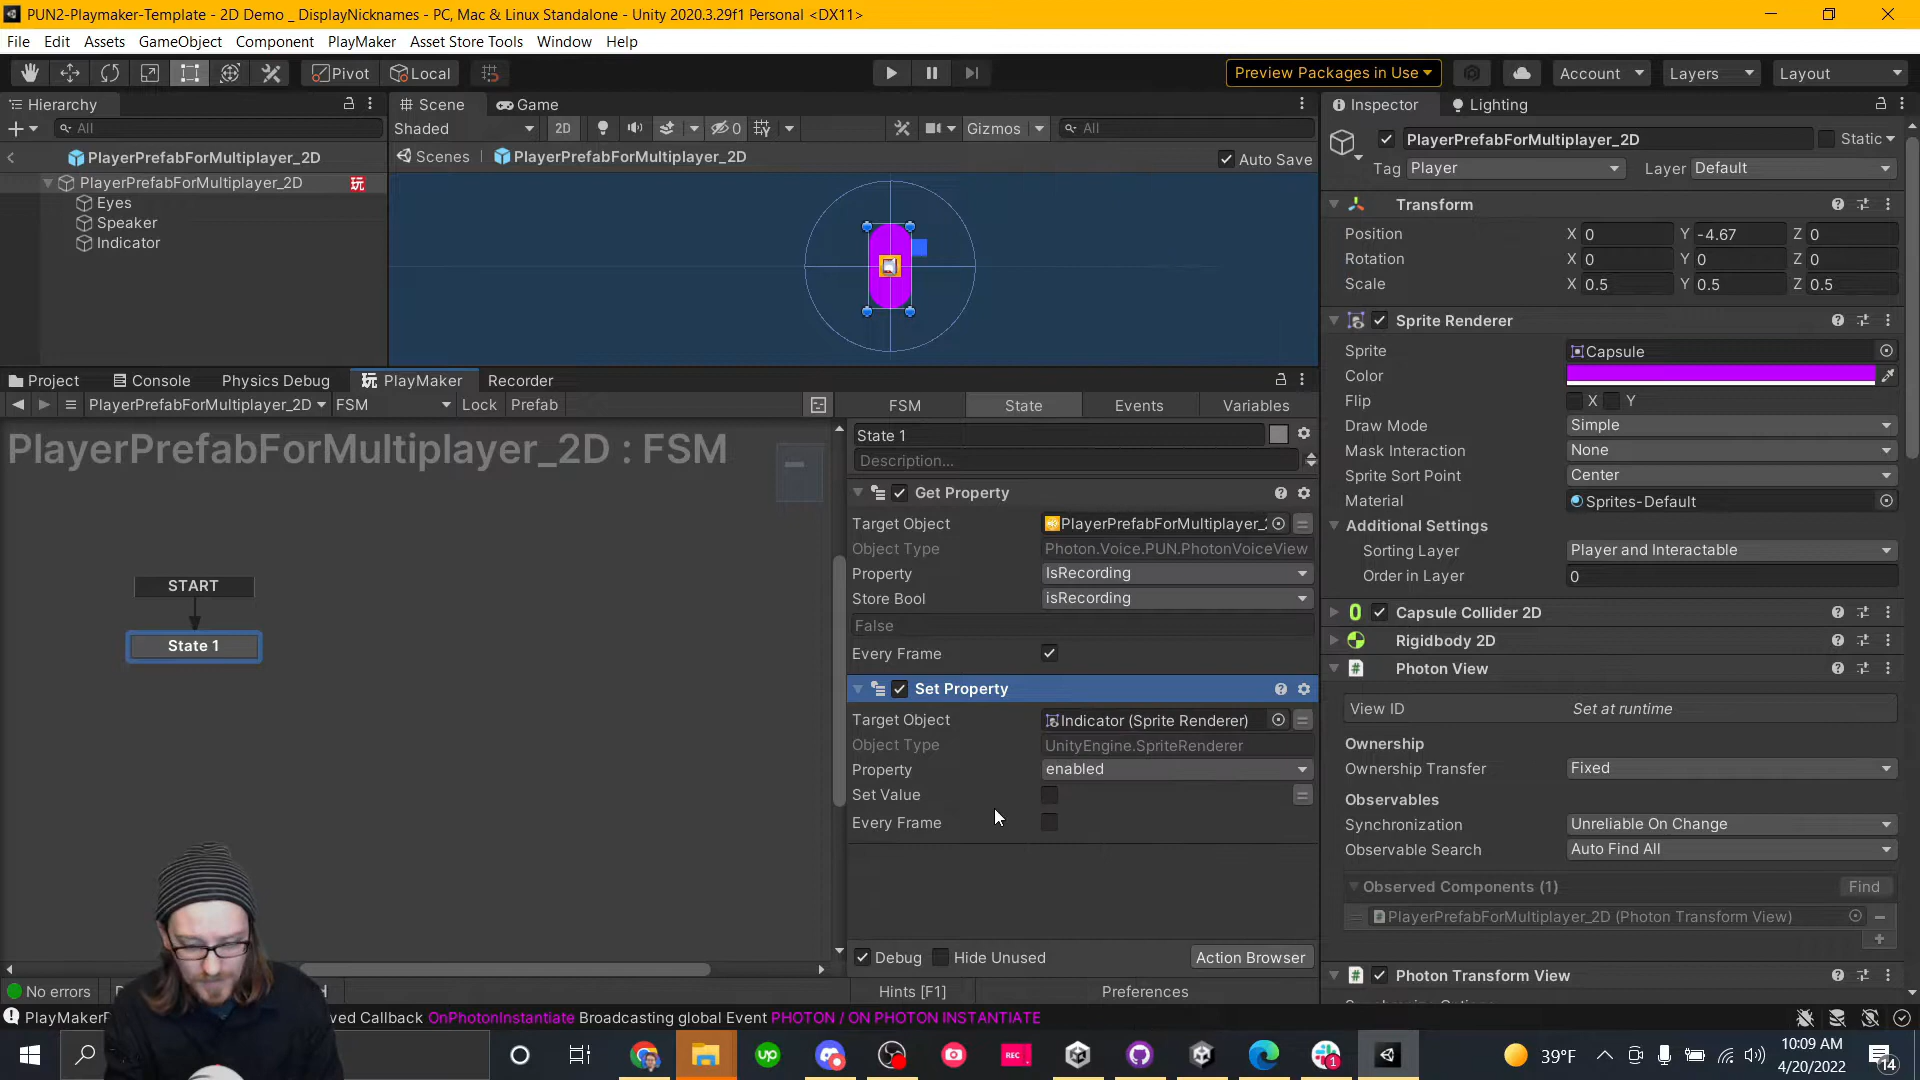 PUN2-Playmaker-Template - 2D Demo _ DisplayNicknames - PC, Mac & Linux Standalone - Unity 2020.3.29f1 Personal <DX11>
File Edit Assets GameObject Component PlayMaker Asset Store Tools Window Help
Pivot Local Preview Packages in Use Account Layers Layout
Hierarchy
All
PlayerPrefabForMultiplayer_2D
PlayerPrefabForMultiplayer_2D 玩
Eyes
Speaker
Indicator
Scene Game
Shaded 2D 0 Gizmos All
Scenes PlayerPrefabForMultiplayer_2D Auto Save
Project Console Physics Debug 玩 PlayMaker Recorder
PlayerPrefabForMultiplayer_2D FSM Lock Prefab
PlayerPrefabForMultiplayer_2D : FSM
START
State 1
FSM State Events Variables
State 1
Description...
Get Property
Target Object PlayerPrefabForMultiplayer_
Object Type Photon.Voice.PUN.PhotonVoiceView
Property IsRecording
Store Bool isRecording
False
Every Frame
Set Property
Target Object Indicator (Sprite Renderer)
Object Type UnityEngine.SpriteRenderer
Property enabled
Set Value
Every Frame
Debug Hide Unused Action Browser
No errors
Hints [F1] Preferences
Inspector Lighting
PlayerPrefabForMultiplayer_2D Static
Tag Player Layer Default
Transform
Position X 0 Y -4.67 Z 0
Rotation X 0 Y 0 Z 0
Scale X 0.5 Y 0.5 Z 0.5
Sprite Renderer
Sprite Capsule
Color
Flip X Y
Draw Mode Simple
Mask Interaction None
Sprite Sort Point Center
Material Sprites-Default
Additional Settings
Sorting Layer Player and Interactable
Order in Layer 0
Capsule Collider 2D
Rigidbody 2D
# Photon View
View ID Set at runtime
Ownership
Ownership Transfer Fixed
Observables
Synchronization Unreliable On Change
Observable Search Auto Find All
Observed Components (1) Find
PlayerPrefabForMultiplayer_2D (Photon Transform View)
# Photon Transform View
Callback OnPhotonInstantiate Broadcasting global Event PHOTON / ON PHOTON INSTANTIATE
up REC 1 39°F 10:09 AM
4/20/2022
14